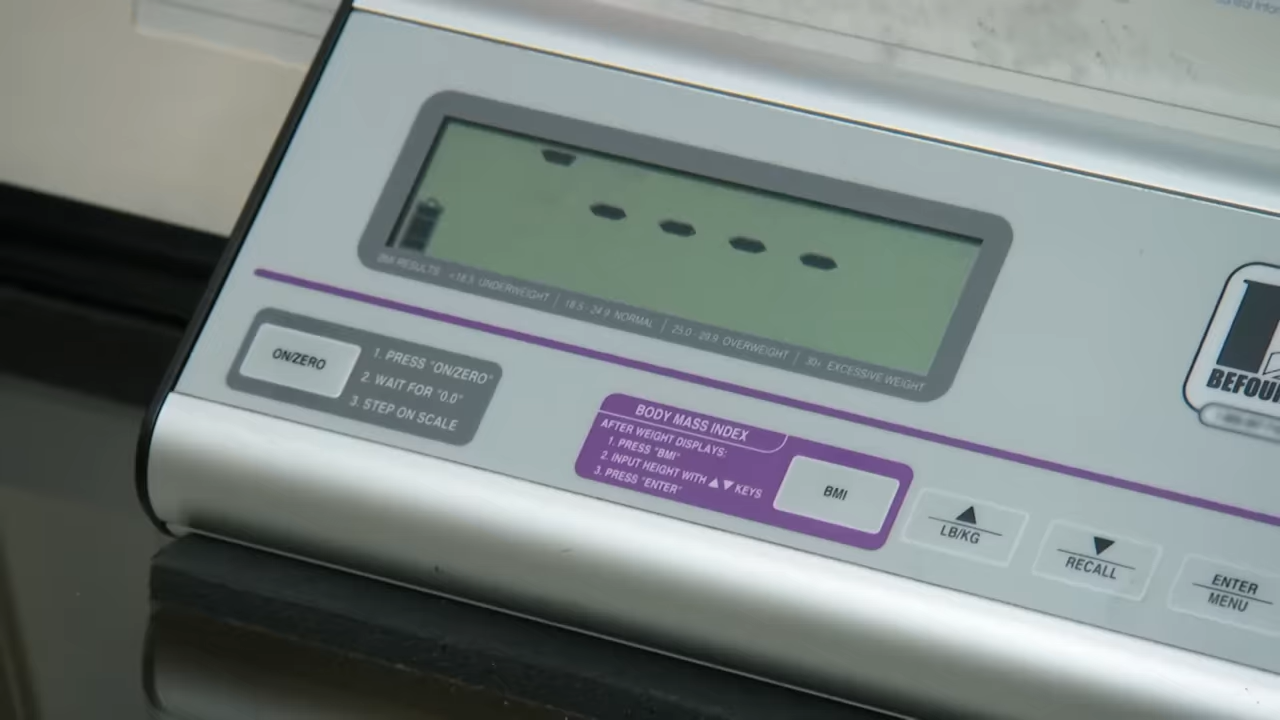 BMI RESULTS <18.5 UNDERWEIGHT | 18.5 - 24.9 NORMAL | 25.0 - 29.9 OVERWEIGHT | 30+ EXCESSIVE WEIGHT
ON/ZERO
1. PRESS "ON/ZERO"
2. WAIT FOR "0.0"
3. STEP ON SCALE
BODY MASS INDEX
AFTER WEIGHT DISPLAYS:
1. PRESS "BMI"
2. INPUT HEIGHT WITH ▲ ▼ KEYS
3. PRESS "ENTER"
BMI
▲
LB/KG
▼
RECALL
ENTER
MENU
BEFOUR